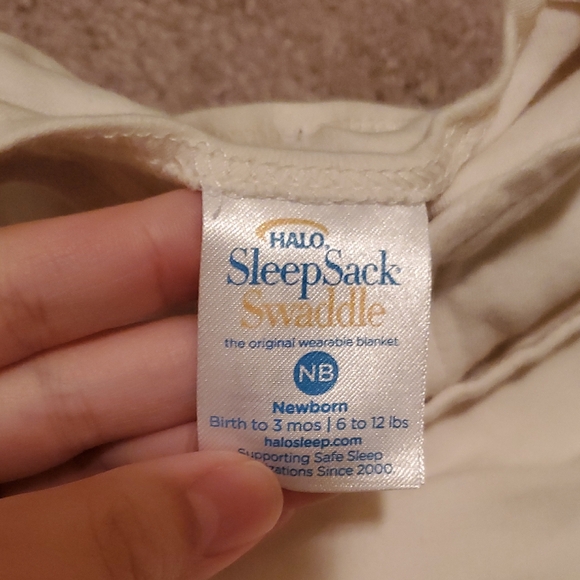 HALO.
SleepSack
Swaddle
the original wearable blanket
NB
Newborn
Birth to 3 mos | 6 to 12 lbs
halosleep.com
Supporting Safe Sleep
Since 2000.